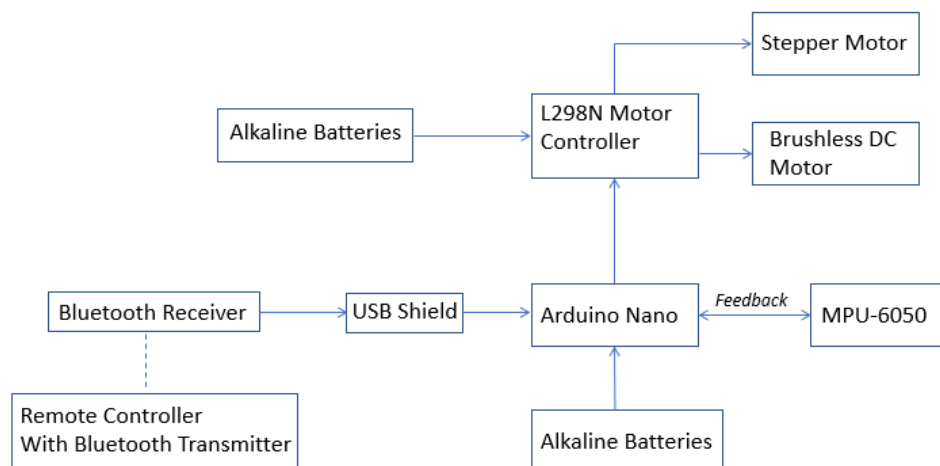 Stepper Motor
L298N Motor
Controller
Alkaline Batteries
Brushless DC
Motor
Bluetooth Receiver
USB Shield
Arduino Nano
Feedback
MPU-6050
Remote Controller
With Bluetooth Transmitter
Alkaline Batteries